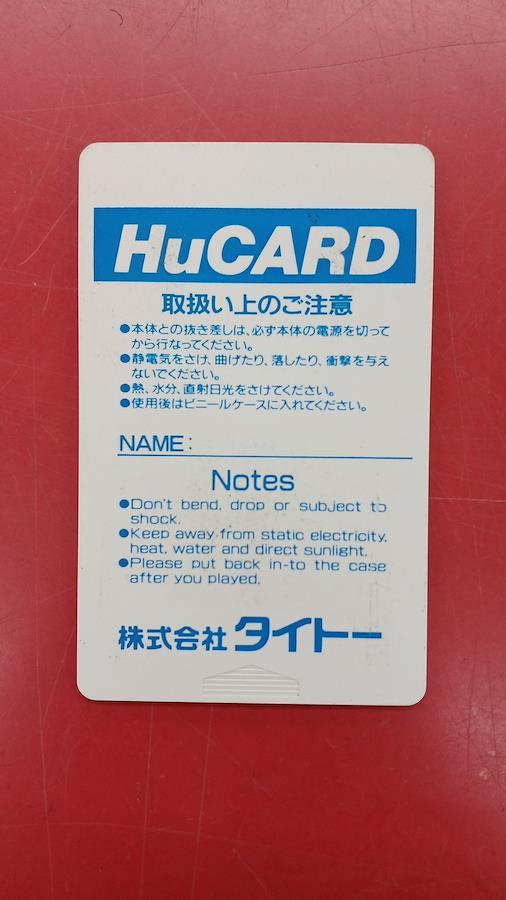 HuCARD
取扱い上のご注意
●本体との抜き差しは、必ず本体の電源を切って
から行なってください。
●静電気をさけ、曲げたり、落したり、衝撃を与え
ないでください。
●熱、水分、直射日光をさけてください。
●使用後はビニールケースに入れてください。
NAME:
Notes
●Don't bend, drop or subject to
shock.
●Keep away from static electricity,
heat, water and direct sunlight.
●Please put back in-to the case
after you played.
株式会社タイトー